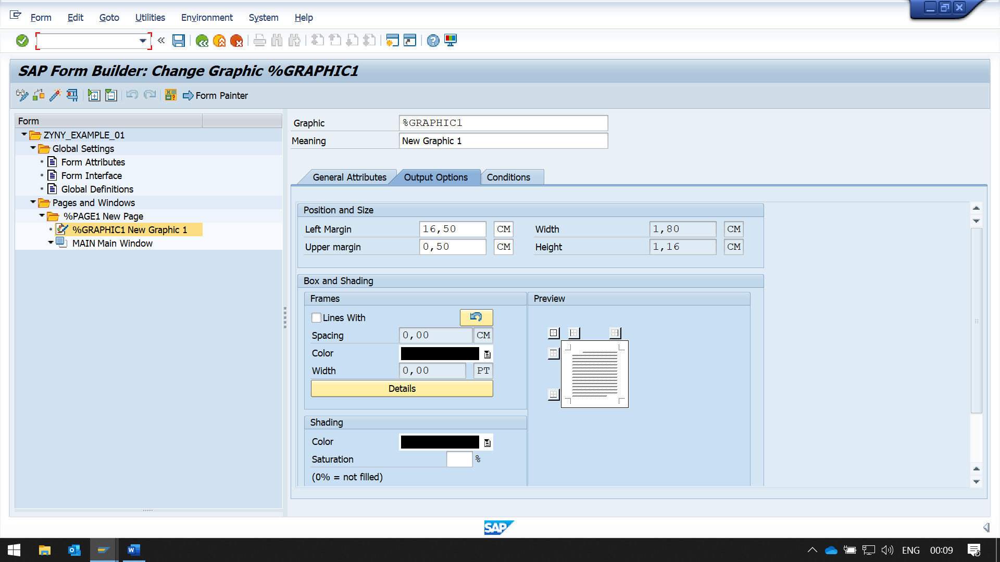 Form Edit Goto Utilities Environment System Help
SAP Form Builder: Change Graphic %GRAPHIC1
Form Painter
Form
ZYNY_EXAMPLE_01
Global Settings
Form Attributes
Form Interface
Global Definitions
Pages and Windows
%PAGE1 New Page
%GRAPHIC1 New Graphic 1
MAIN Main Window
Graphic %GRAPHIC1
Meaning New Graphic 1
General Attributes Output Options Conditions
Position and Size
Left Margin 16,50 CM Width 1,80 CM
Upper margin 0,50 CM Height 1,16 CM
Box and Shading
Frames Preview
Lines With
Spacing 0,00 CM
Color
Width 0,00 PT
Details
Shading
Color
Saturation %
(0% = not filled)
SAP
ENG 00:09